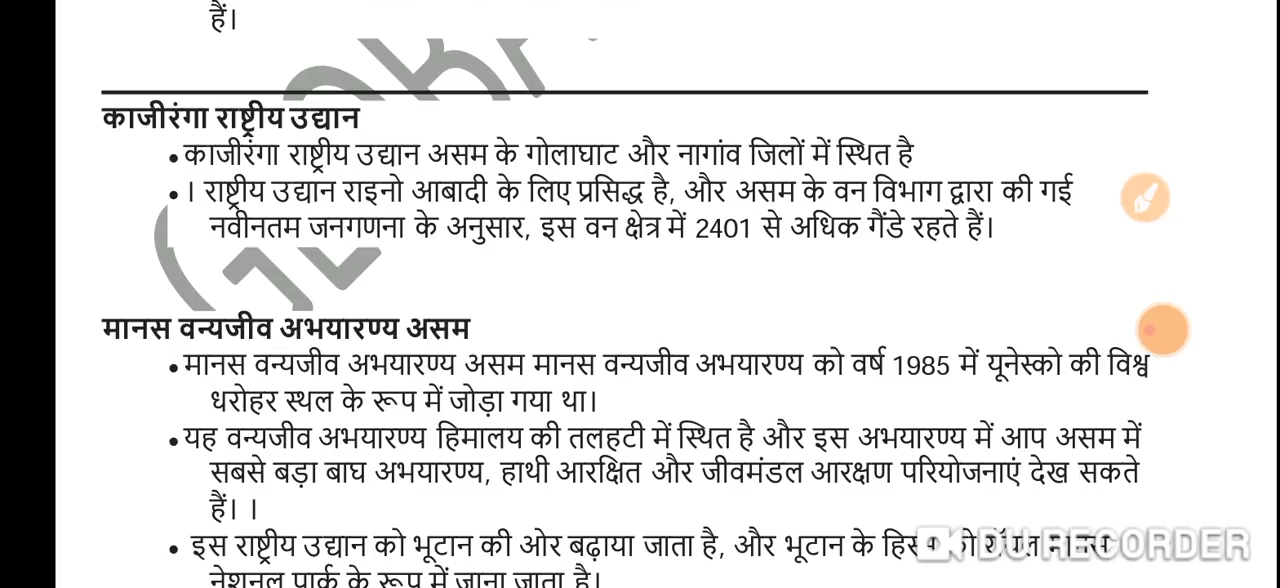 हैं।
काजीरंगा राष्ट्रीय उद्यान
• काजीरंगा राष्ट्रीय उद्यान असम के गोलाघाट और नागांव जिलों में स्थित है
• । राष्ट्रीय उद्यान राइनो आबादी के लिए प्रसिद्ध है, और असम के वन विभाग द्वारा की गई
नवीनतम जनगणना के अनुसार, इस वन क्षेत्र में 2401 से अधिक गैंडे रहते हैं।
मानस वन्यजीव अभयारण्य असम
• मानस वन्यजीव अभयारण्य असम मानस वन्यजीव अभयारण्य को वर्ष 1985 में यूनेस्को की विश्व
धरोहर स्थल के रूप में जोड़ा गया था।
• यह वन्यजीव अभयारण्य हिमालय की तलहटी में स्थित है और इस अभयारण्य में आप असम में
सबसे बड़ा बाघ अभयारण्य, हाथी आरक्षित और जीवमंडल आरक्षण परियोजनाएं देख सकते
हैं। ।
• इस राष्ट्रीय उद्यान को भूटान की ओर बढ़ाया जाता है, और भूटान के
नेशनल पार्क के रूप में जाना जाता है।
DU RECORDER